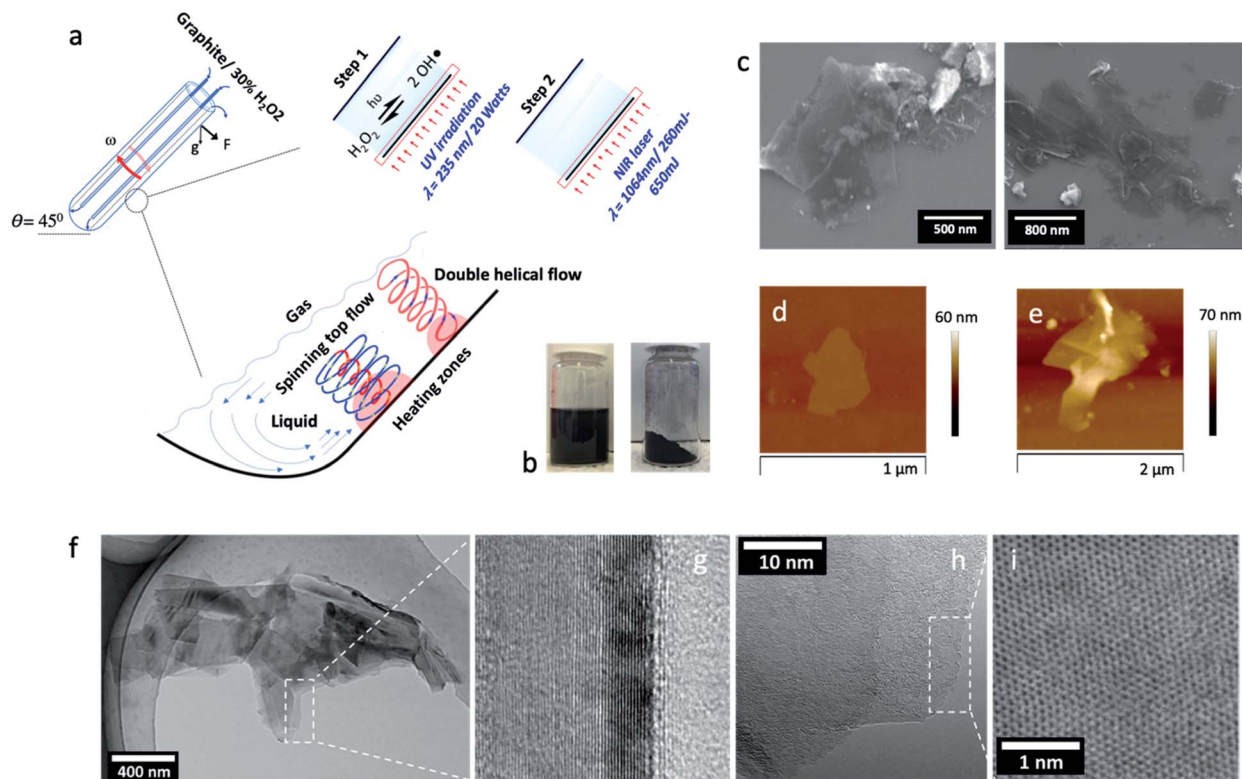 a
Graphite/ 30% H₂O2
ω
g
F
θ= 45⁰
Step 1
H₂O₂
hυ
2 OH●
UV irradiation
λ= 235 nm/ 20 Watts
Step 2
NIR laser
λ= 1064nm/ 260mJ-
650mJ
Gas
Spinning top flow
Double helical flow
Liquid
Heating zones
b
c
500 nm
800 nm
d
60 nm
1 µm
e
70 nm
2 µm
f
400 nm
g
10 nm
h
i
1 nm